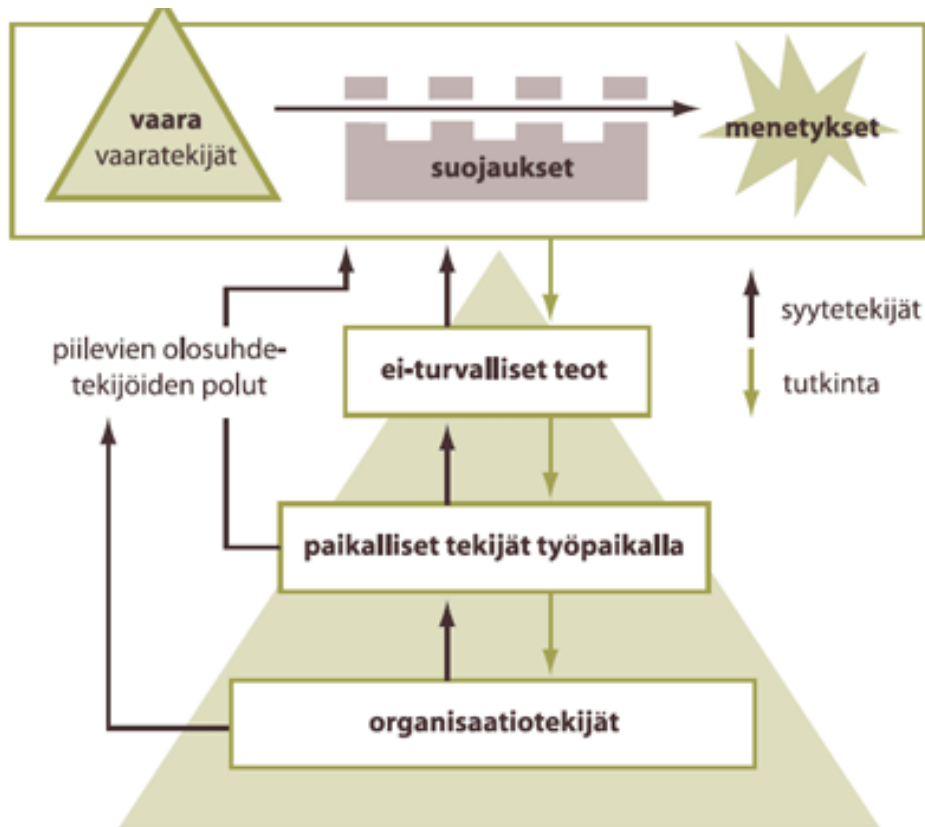 vaara
vaaratekijät
suojaukset
menetykset
piilevien olosuhde-
tekijöiden polut
syytetekijät
tutkinta
ei-turvalliset teot
paikalliset tekijät työpaikalla
organisaatiotekijät